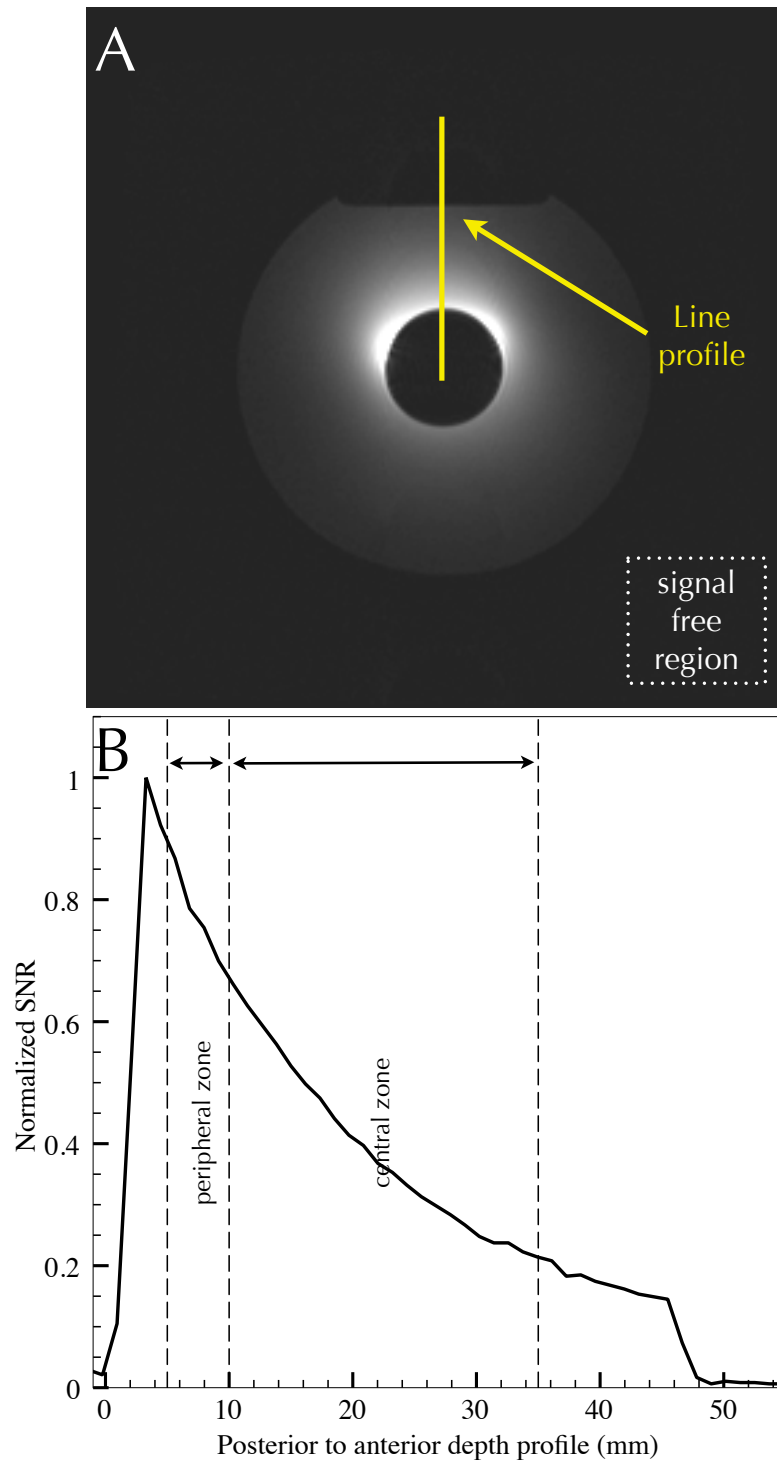 A
Line
profile
signal
free
region
B
1
0.8
0.6
0.4
0.2
0
Normalized SNR
peripheral zone
central zone
0 10 20 30 40 50
Posterior to anterior depth profile (mm)